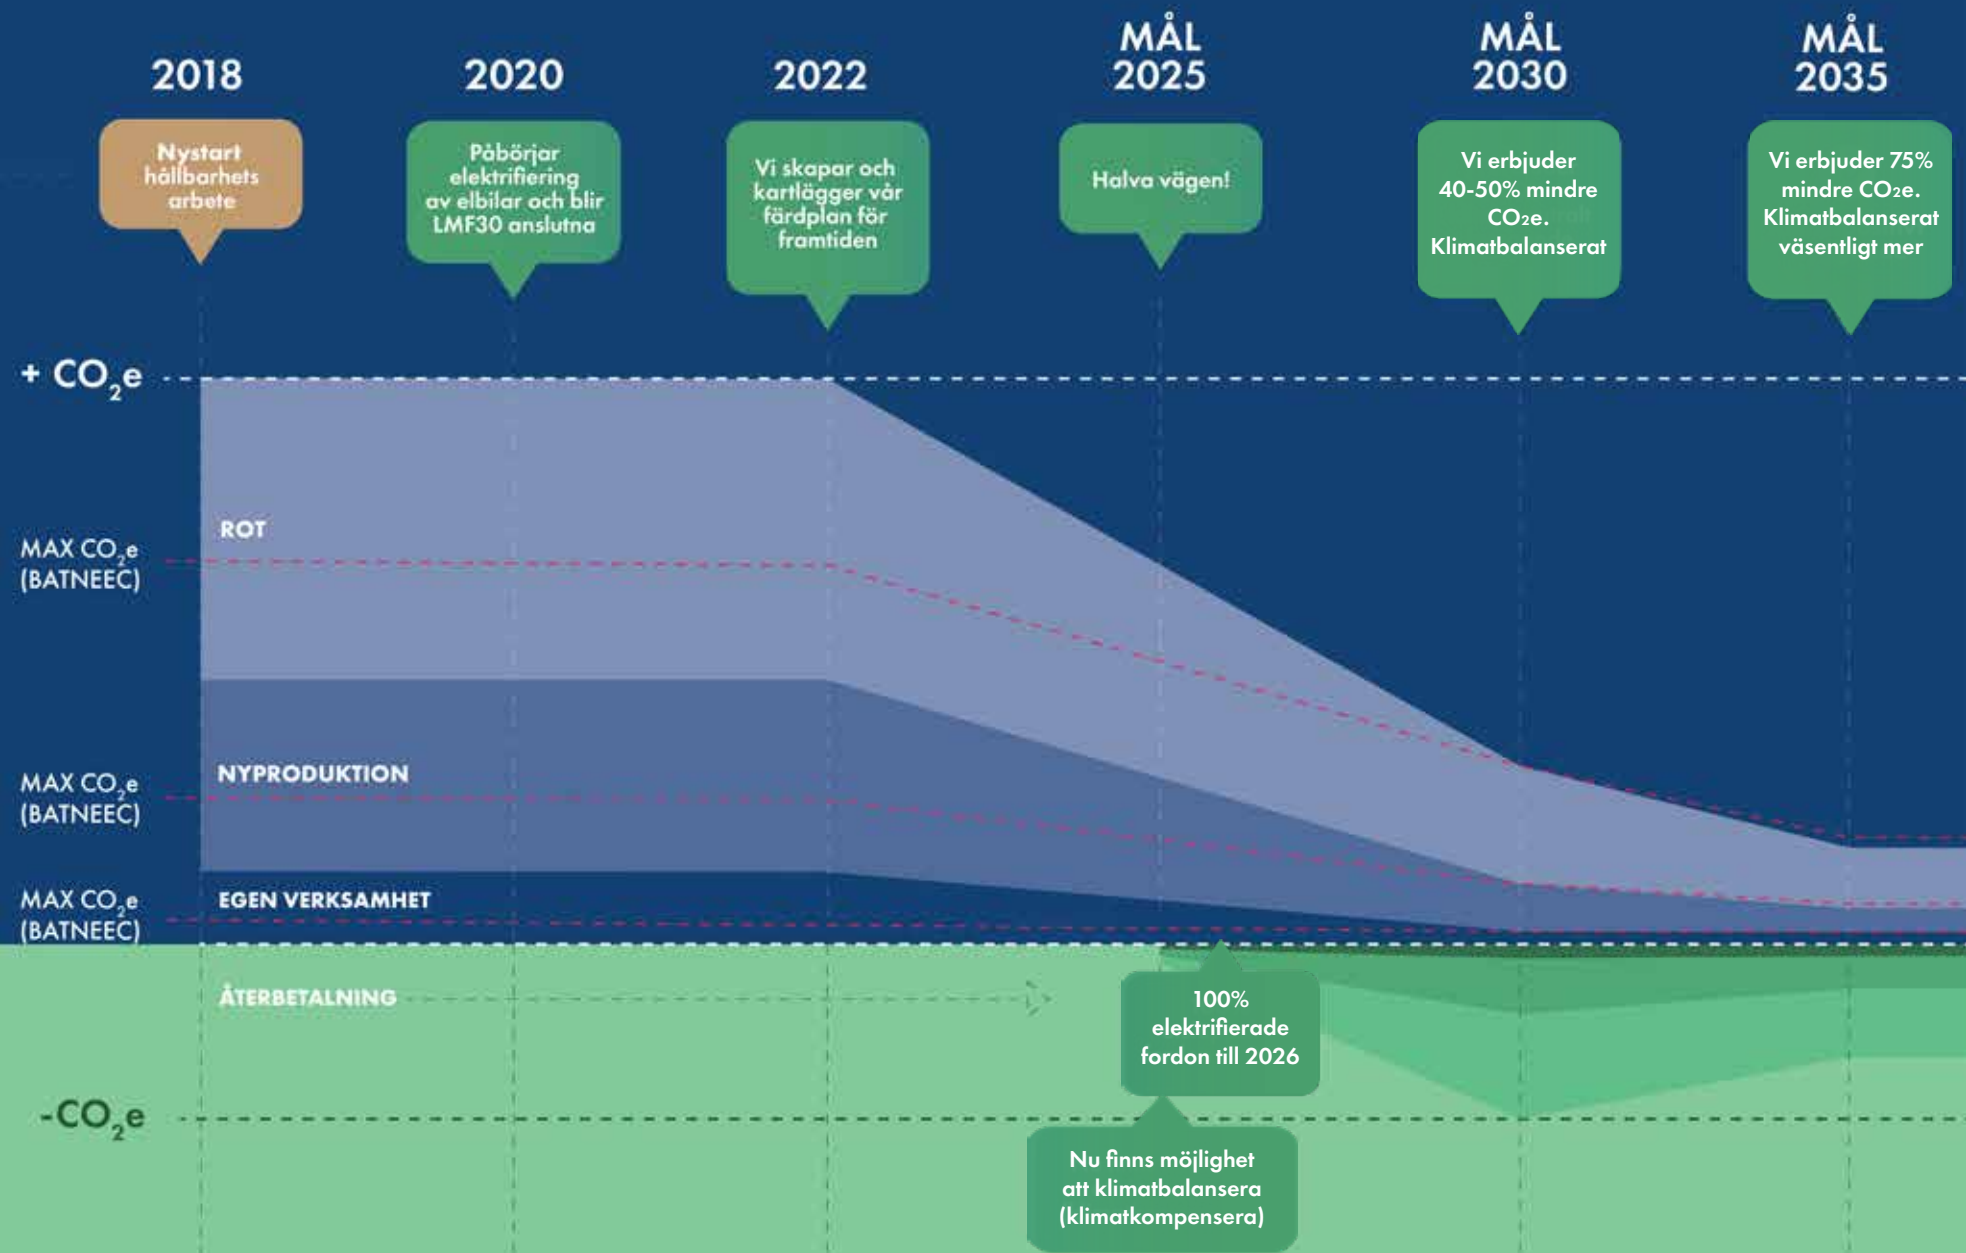 2018
2020
2022
MÅL
2025
MÅL
2030
MÅL
2035
Nystart
hållbarhets
arbete
Påbörjar
elektrifiering
av elbilar och blir
LMF30 anslutna
Vi skapar och
kartlägger vår
färdplan för
framtiden
Halva vägen!
Vi erbjuder
40-50% mindre
CO₂e.
Klimatbalanserat
Vi erbjuder 75%
mindre CO₂e.
Klimatbalanserat
väsentligt mer
+ CO₂e
ROT
MAX CO₂e
(BATNEEC)
NYPRODUKTION
MAX CO₂e
(BATNEEC)
EGEN VERKSAMHET
MAX CO₂e
(BATNEEC)
ÅTERBETALNING
100%
elektrifierade
fordon till 2026
-CO₂e
Nu finns möjlighet
att klimatbalansera
(klimatkompensera)